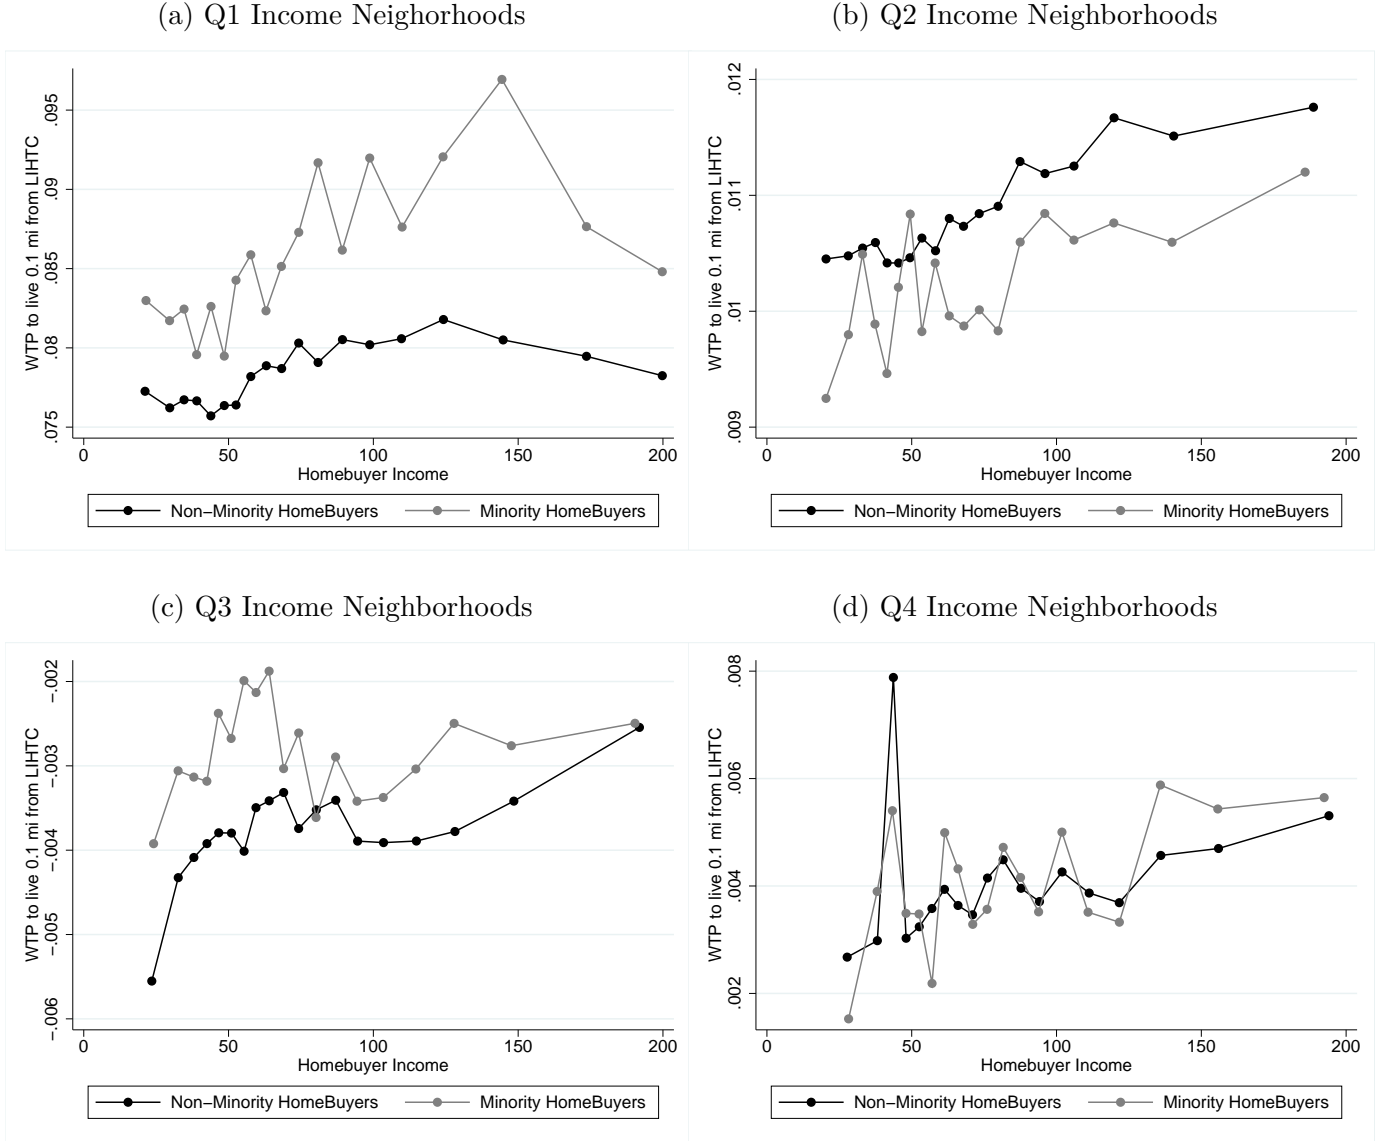 (a) Q1 Income Neighorhoods
WTP to live 0.1 mi from LIHTC
.095
.09
.085
.08
.075
0 50 100 150 200
Homebuyer Income
Non−Minority HomeBuyers Minority HomeBuyers
(b) Q2 Income Neighborhoods
WTP to live 0.1 mi from LIHTC
.012
.011
.01
.009
0 50 100 150 200
Homebuyer Income
Non−Minority HomeBuyers Minority HomeBuyers
(c) Q3 Income Neighborhoods
WTP to live 0.1 mi from LIHTC
−.002
−.003
−.004
−.005
−.006
0 50 100 150 200
Homebuyer Income
Non−Minority HomeBuyers Minority HomeBuyers
(d) Q4 Income Neighborhoods
WTP to live 0.1 mi from LIHTC
.008
.006
.004
.002
0 50 100 150 200
Homebuyer Income
Non−Minority HomeBuyers Minority HomeBuyers